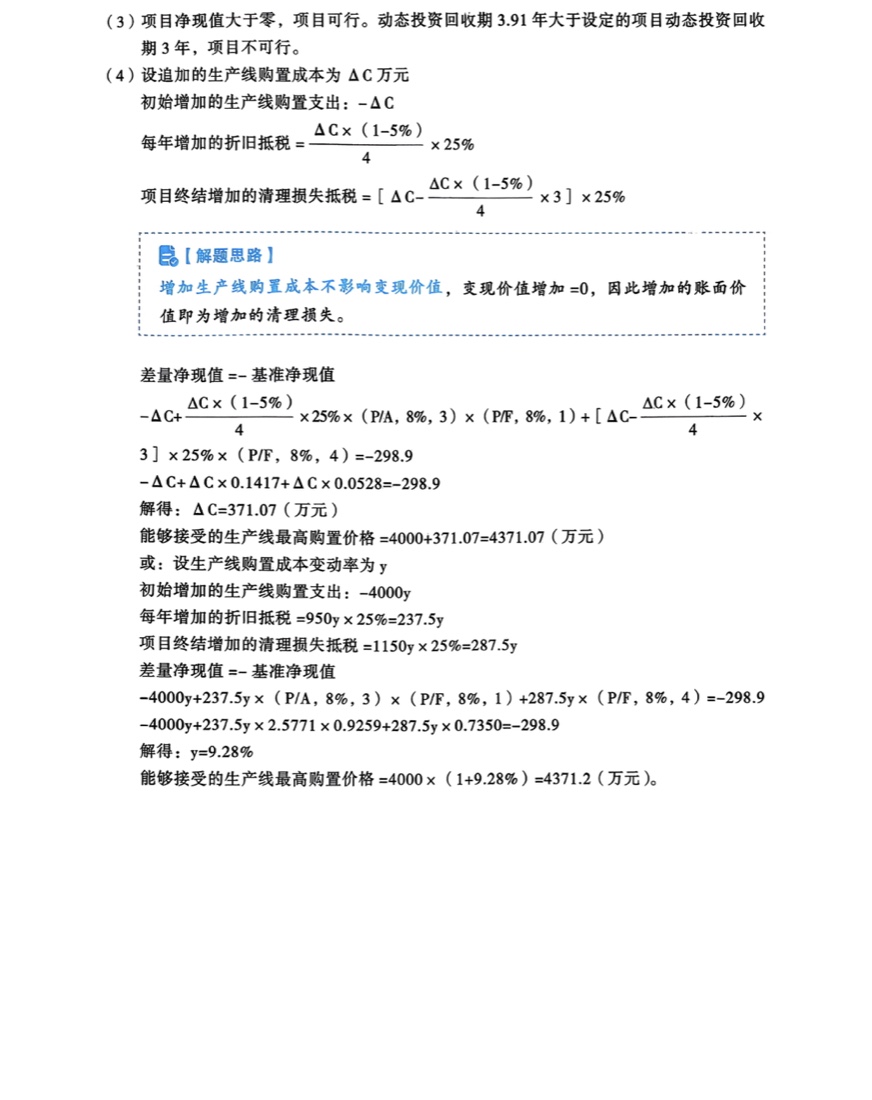 （3）项目净现值大于零，项目可行。动态投资回收期 3.91 年大于设定的项目动态投资回收
期 3 年，项目不可行。
（4）设追加的生产线购置成本为 ΔC 万元
初始增加的生产线购置支出：-ΔC
每年增加的折旧抵税 = ΔC×（1-5%）/4 ×25%
项目终结增加的清理损失抵税 =［ΔC- ΔC×（1-5%）/4 ×3］×25%
【解题思路】
增加生产线购置成本不影响变现价值，变现价值增加 =0，因此增加的账面价
值即为增加的清理损失。
差量净现值 =- 基准净现值
-ΔC+ ΔC×（1-5%）/4 ×25%×（P/A，8%，3）×（P/F，8%，1）+［ΔC- ΔC×（1-5%）/4 ×
3］×25%×（P/F，8%，4）=-298.9
-ΔC+ΔC×0.1417+ΔC×0.0528=-298.9
解得：ΔC=371.07（万元）
能够接受的生产线最高购置价格 =4000+371.07=4371.07（万元）
或：设生产线购置成本变动率为 y
初始增加的生产线购置支出：-4000y
每年增加的折旧抵税 =950y×25%=237.5y
项目终结增加的清理损失抵税 =1150y×25%=287.5y
差量净现值 =- 基准净现值
-4000y+237.5y×（P/A，8%，3）×（P/F，8%，1）+287.5y×（P/F，8%，4）=-298.9
-4000y+237.5y×2.5771×0.9259+287.5y×0.7350=-298.9
解得：y=9.28%
能够接受的生产线最高购置价格 =4000×（1+9.28%）=4371.2（万元）。